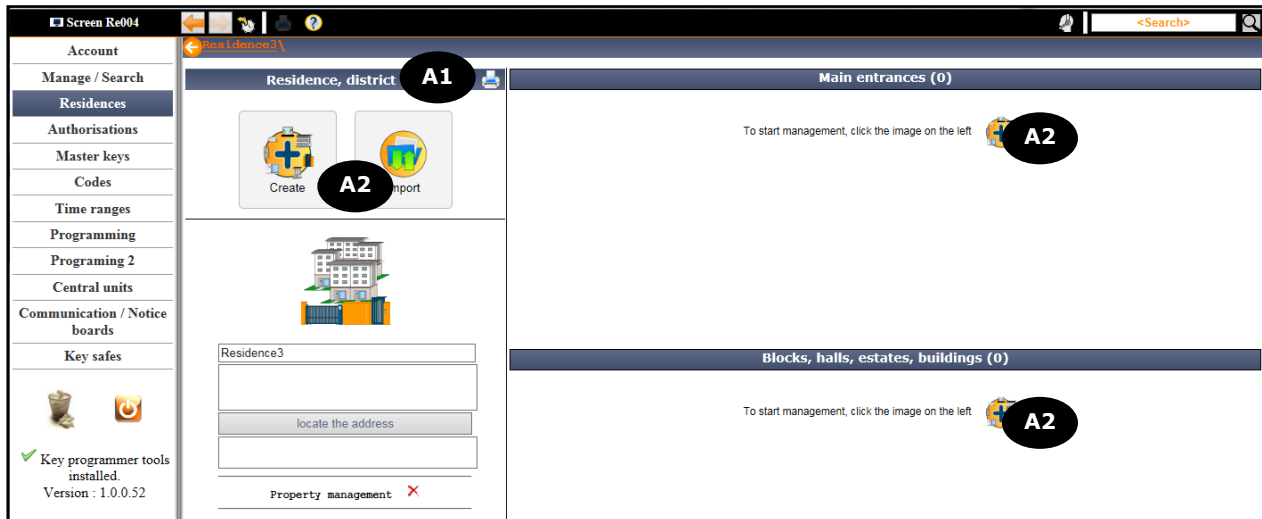 Screen Re004
<Search>
Account
Manage / Search
Residences
Authorisations
Master keys
Codes
Time ranges
Programming
Programing 2
Central units
Communication / Notice
boards
Key safes
Key programmer tools
installed.
Version : 1.0.0.52
Residence3\
Residence, district
A1
Create
A2
mport
Residence3
locate the address
Property management
Main entrances (0)
To start management, click the image on the left
A2
Blocks, halls, estates, buildings (0)
To start management, click the image on the left
A2